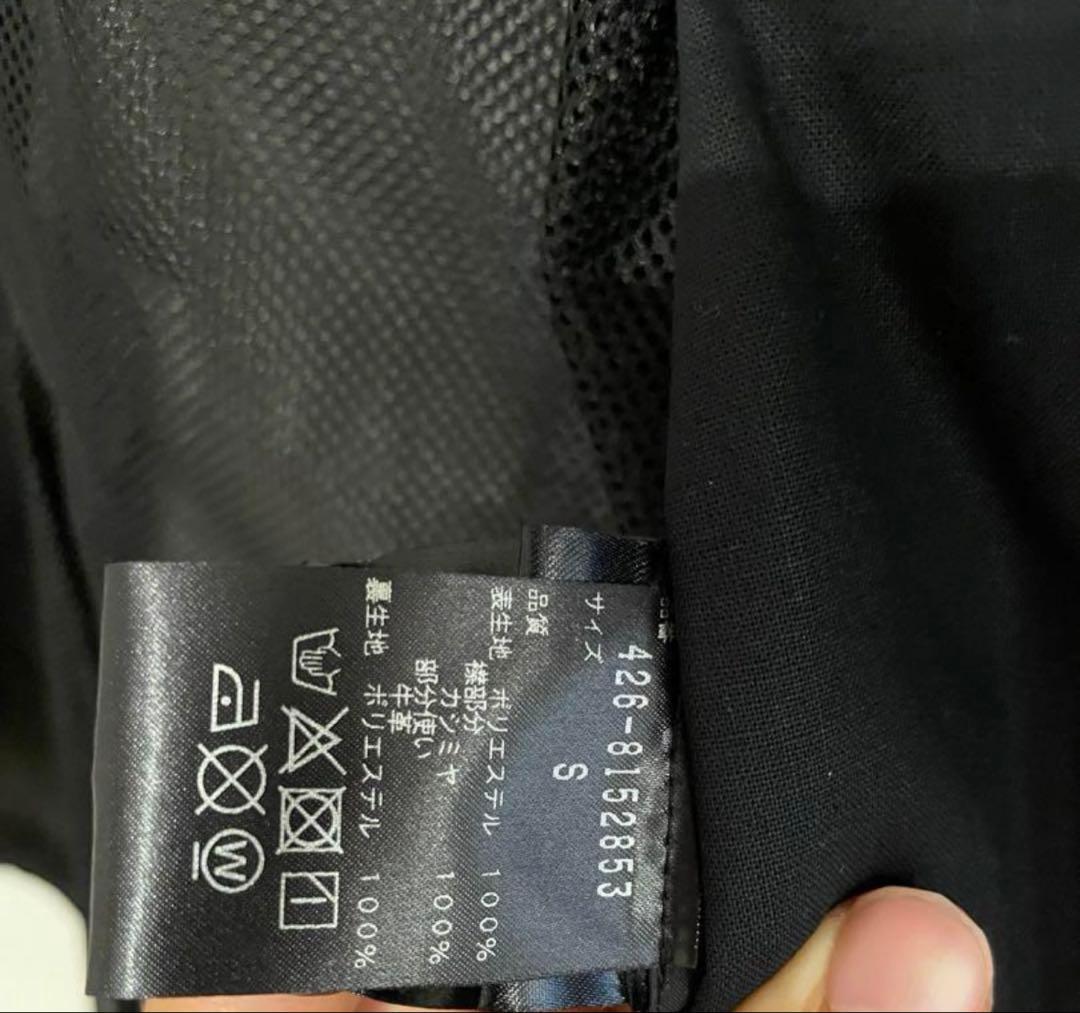 品番
426-8152853
サイズ
S
品質
表生地 ポリエステル 100%
襟部分
カシミヤ 100%
部分使い
牛革
裏生地 ポリエステル 100%
W